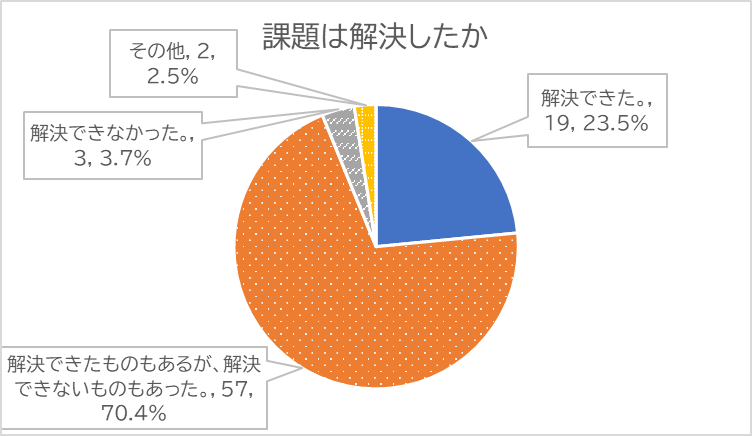 課題は解決したか
その他, 2,
2.5%
解決できた。,
19, 23.5%
解決できなかった。,
3, 3.7%
解決できたものもあるが、解決
できないものもあった。, 57,
70.4%